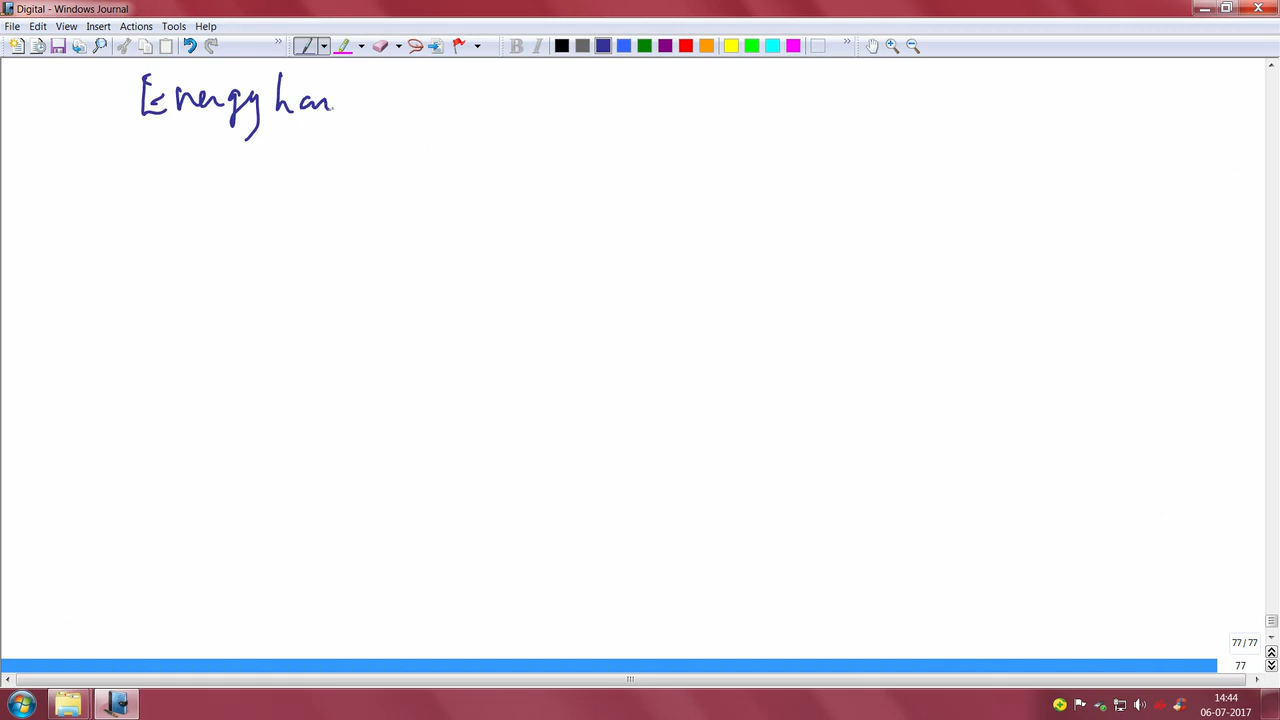 Digital - Windows Journal
File Edit View Insert Actions Tools Help
B I
Energy har
77 / 77
77
14:44
06-07-2017